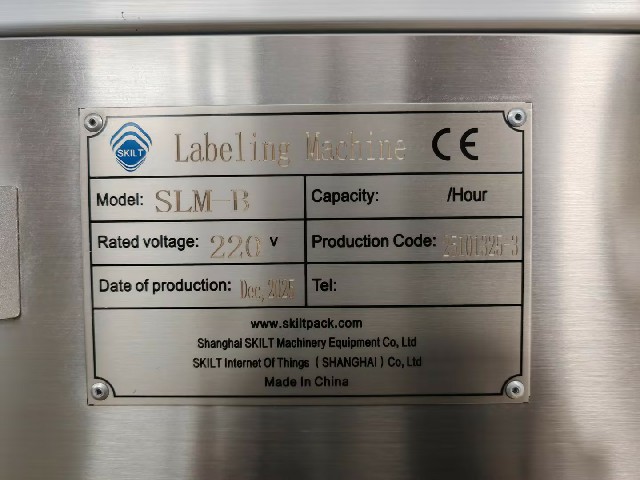 SKILT Labeling Machine CE
Model: SLM-B Capacity: /Hour
Rated voltage: 220 V Production Code: 25101325-3
Date of production: Dec,2025 Tel:
www.skiltpack.com
Shanghai SKILT Machinery Equipment Co, Ltd
SKILT Internet Of Things ( SHANGHAI ) Co, Ltd
Made In China